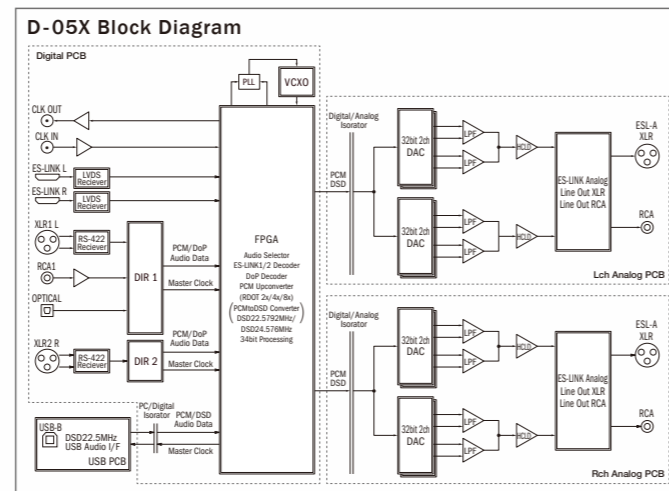 D-05X Block Diagram
Digital PCB
PLL
VCXO
CLK OUT
CLK IN
ES-LINK L
LVDS
Reciever
ES-LINK R
LVDS
Reciever
XLR1 L
RS-422
Reciever
RCA1
OPTICAL
DIR 1
PCM/DoP
Audio Data
Master Clock
XLR2 R
RS-422
Reciever
DIR 2
PCM/DoP
Audio Data
Master Clock
FPGA
Audio Selector
ES-LINK1/2 Decoder
DoP Decoder
PCM Upconverter
(RDOT 2x/4x/8x)
(PCMtoDSD Converter
DSD22.5792MHz/
DSD24.576MHz)
34bit Processing
USB-B
DSD22.5MHz
USB Audio I/F
USB PCB
PC/Digital
Isorator
PCM/DSD
Audio Data
Master Clock
Digital/Analog
Isorator
PCM
DSD
32bit 2ch
DAC
LPF
LPF
HCLD
32bit 2ch
DAC
LPF
LPF
HCLD
ES-LINK Analog
Line Out XLR
Line Out RCA
ESL-A
XLR
RCA
Lch Analog PCB
Digital/Analog
Isorator
PCM
DSD
32bit 2ch
DAC
LPF
LPF
HCLD
32bit 2ch
DAC
LPF
LPF
HCLD
ES-LINK Analog
Line Out XLR
Line Out RCA
ESL-A
XLR
RCA
Rch Analog PCB